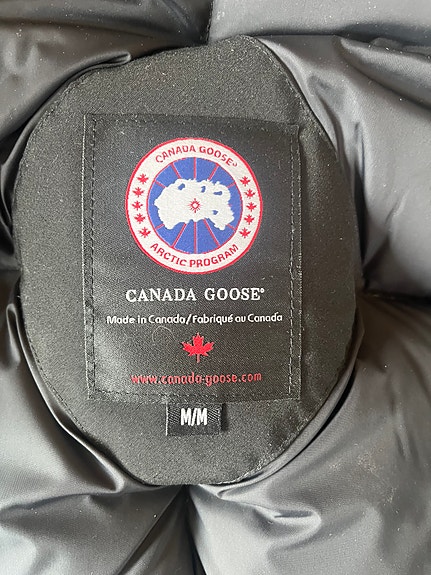 CANADA GOOSE®
ARCTIC PROGRAM
CANADA GOOSE®
Made in Canada/Fabriqué au Canada
www.canada-goose.com
M/M